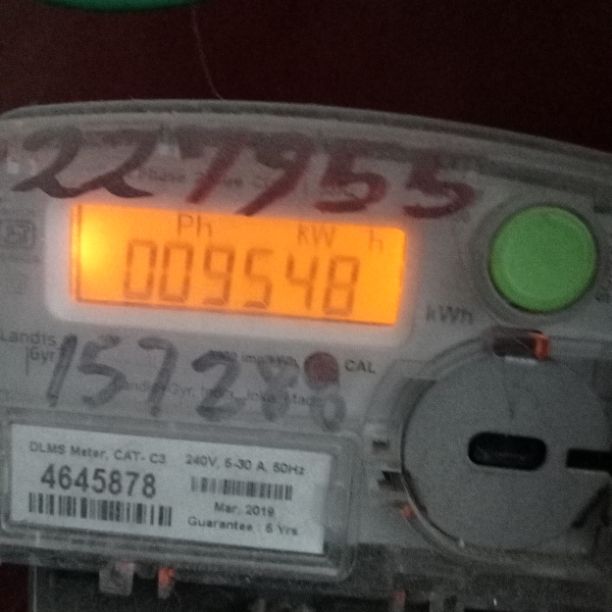 227955
Ph kW h
009548
kWh
Landis
Gyr
CAL
157288
DLMS Meter, CAT- C3 240V, 5-30 A, 50Hz
4645878
Mar, 2019
Guarantee : 5 Yrs